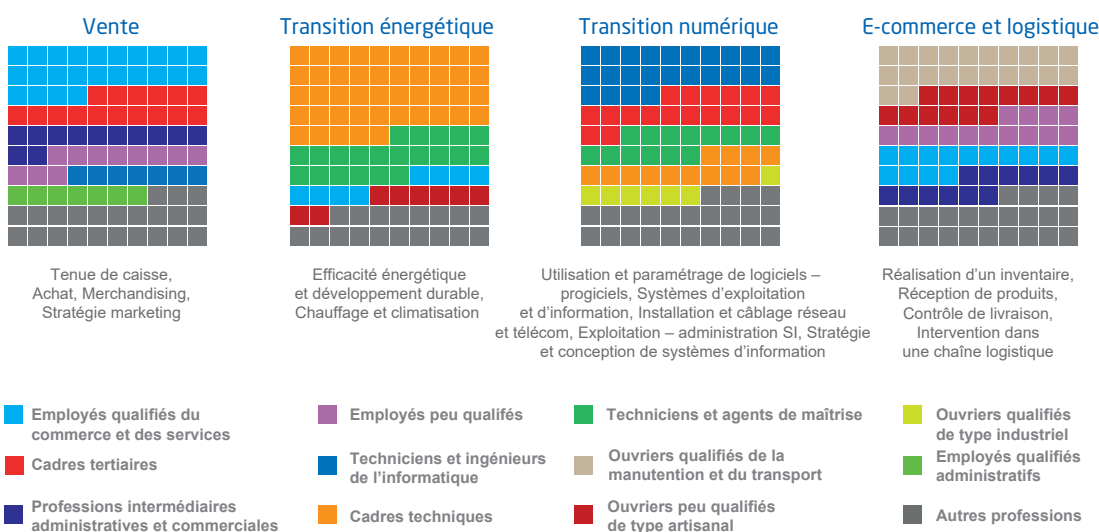 Vente
Transition énergétique
Transition numérique
E-commerce et logistique
Tenue de caisse,
Achat, Merchandising,
Stratégie marketing
Efficacité énergétique
et développement durable,
Chauffage et climatisation
Utilisation et paramétrage de logiciels –
progiciels, Systèmes d’exploitation
et d’information, Installation et câblage réseau
et télécom, Exploitation – administration SI, Stratégie
et conception de systèmes d’information
Réalisation d’un inventaire,
Réception de produits,
Contrôle de livraison,
Intervention dans
une chaîne logistique
Employés qualifiés du
commerce et des services
Cadres tertiaires
Professions intermédiaires
administratives et commerciales
Employés peu qualifés
Techniciens et ingénieurs
de l’informatique
Cadres techniques
Techniciens et agents de maîtrise
Ouvriers qualifiés de la
manutention et du transport
Ouvriers peu qualifiés
de type artisanal
Ouvriers qualifiés
de type industriel
Employés qualifiés
administratifs
Autres professions